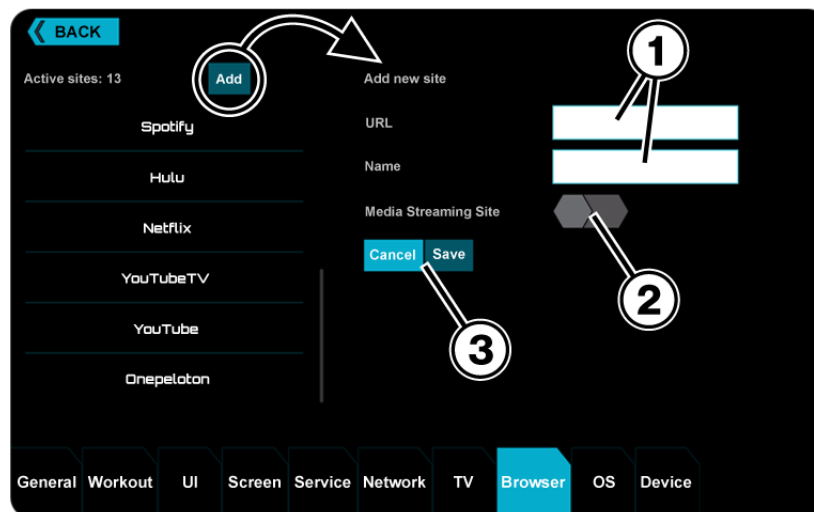 BACK
Active sites: 13
Add
Add new site
1
Spotify
URL
Hulu
Name
Netflix
Media Streaming Site
YouTubeTV
Cancel Save
2
YouTube
3
Onepeloton
General Workout UI Screen Service Network TV Browser OS Device